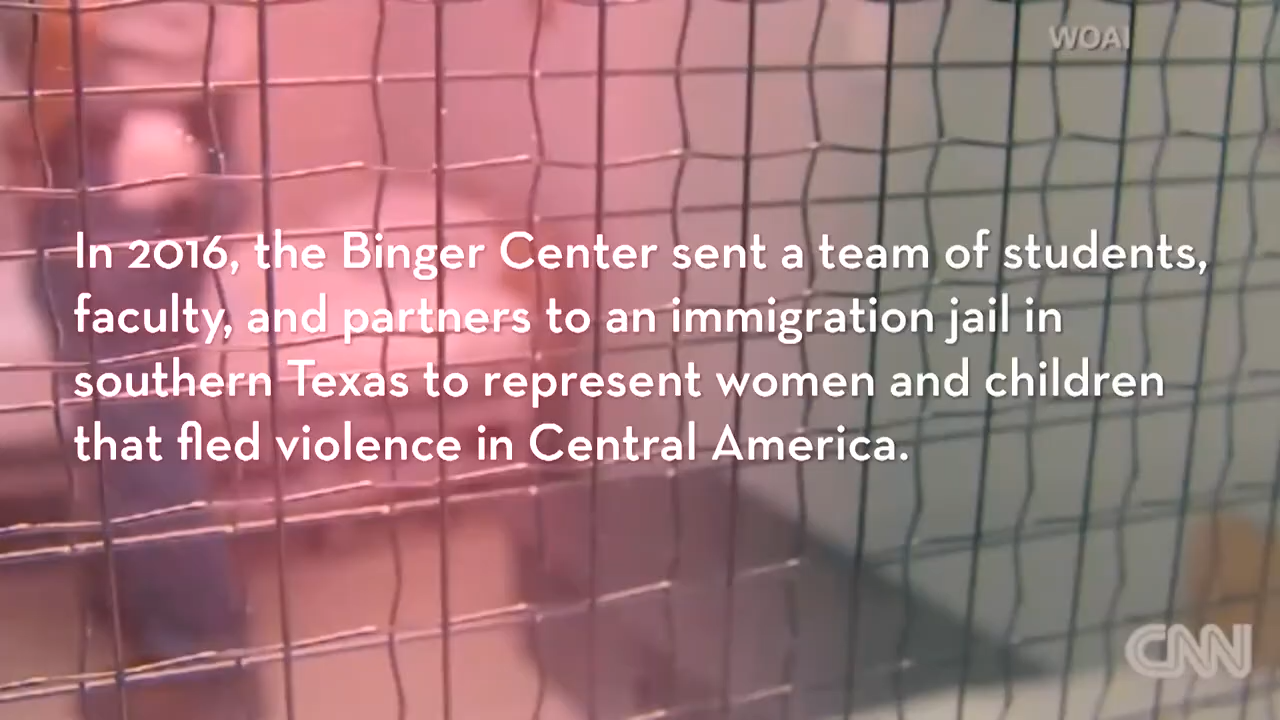 WOAI
In 2016, the Binger Center sent a team of students,
faculty, and partners to an immigration jail in
southern Texas to represent women and children
that fled violence in Central America.
CNN